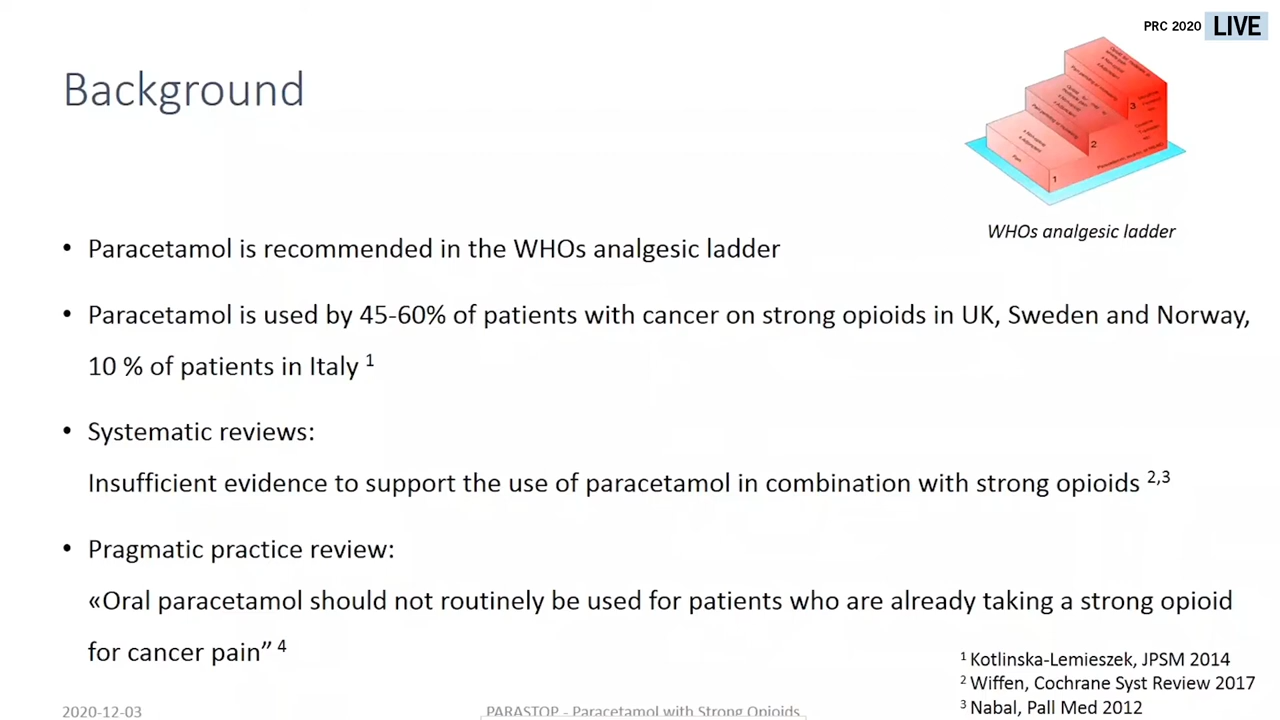 PRC 2020 LIVE
Background
1
2
3
WHOs analgesic ladder
• Paracetamol is recommended in the WHOs analgesic ladder
• Paracetamol is used by 45-60% of patients with cancer on strong opioids in UK, Sweden and Norway,
10 % of patients in Italy 1
• Systematic reviews:
Insufficient evidence to support the use of paracetamol in combination with strong opioids 2,3
• Pragmatic practice review:
«Oral paracetamol should not routinely be used for patients who are already taking a strong opioid
for cancer pain” 4
1 Kotlinska-Lemieszek, JPSM 2014
2 Wiffen, Cochrane Syst Review 2017
3 Nabal, Pall Med 2012
2020-12-03
PARASTOP - Paracetamol with Strong Opioids